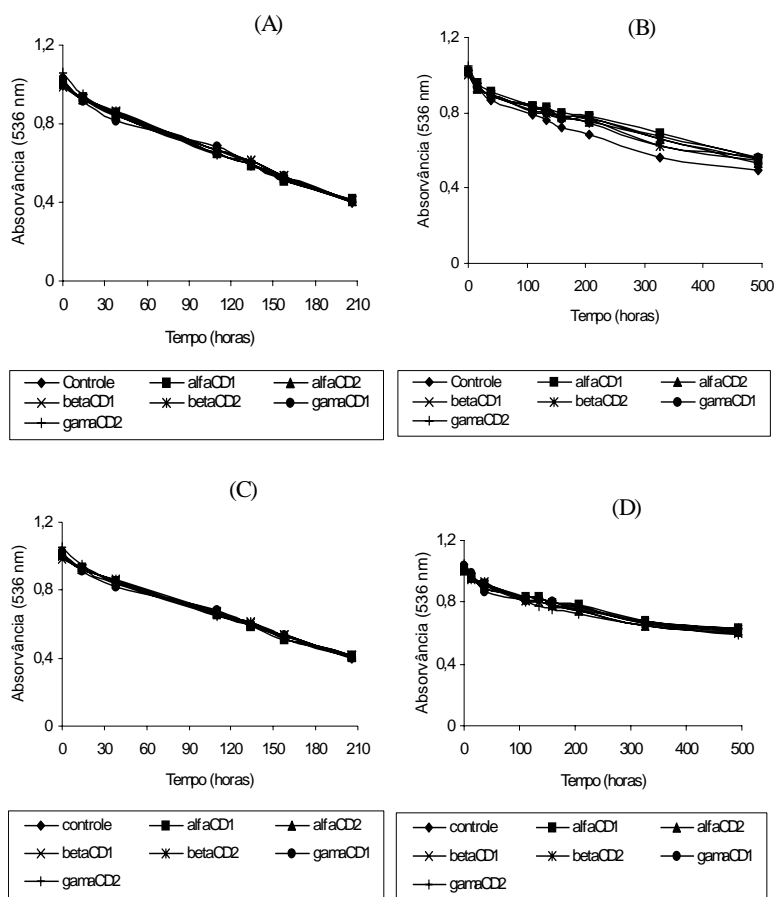 (A)
1,2
0,8
0,4
0
Absorvância (536 nm)
0 30 60 90 120 150 180 210
Tempo (horas)
Controle alfaCD1 alfaCD2
betaCD1 betaCD2 gamaCD1
gamaCD2
(B)
1,2
0,8
0,4
0
Absorvância (536 nm)
0 100 200 300 400 500
Tempo (horas)
Controle alfaCD1 alfaCD2
betaCD1 betaCD2 gamaCD1
gamaCD2
(C)
1,2
0,8
0,4
0
Absorvância (536 nm)
0 30 60 90 120 150 180 210
Tempo (horas)
controle alfaCD1 alfaCD2
betaCD1 betaCD2 gamaCD1
gamaCD2
(D)
1,2
0,8
0,4
0
Absorvância (536 nm)
0 100 200 300 400 500
Tempo (horas)
controle alfaCD1 alfaCD2
betaCD1 betaCD2 gamaCD1
gamaCD2